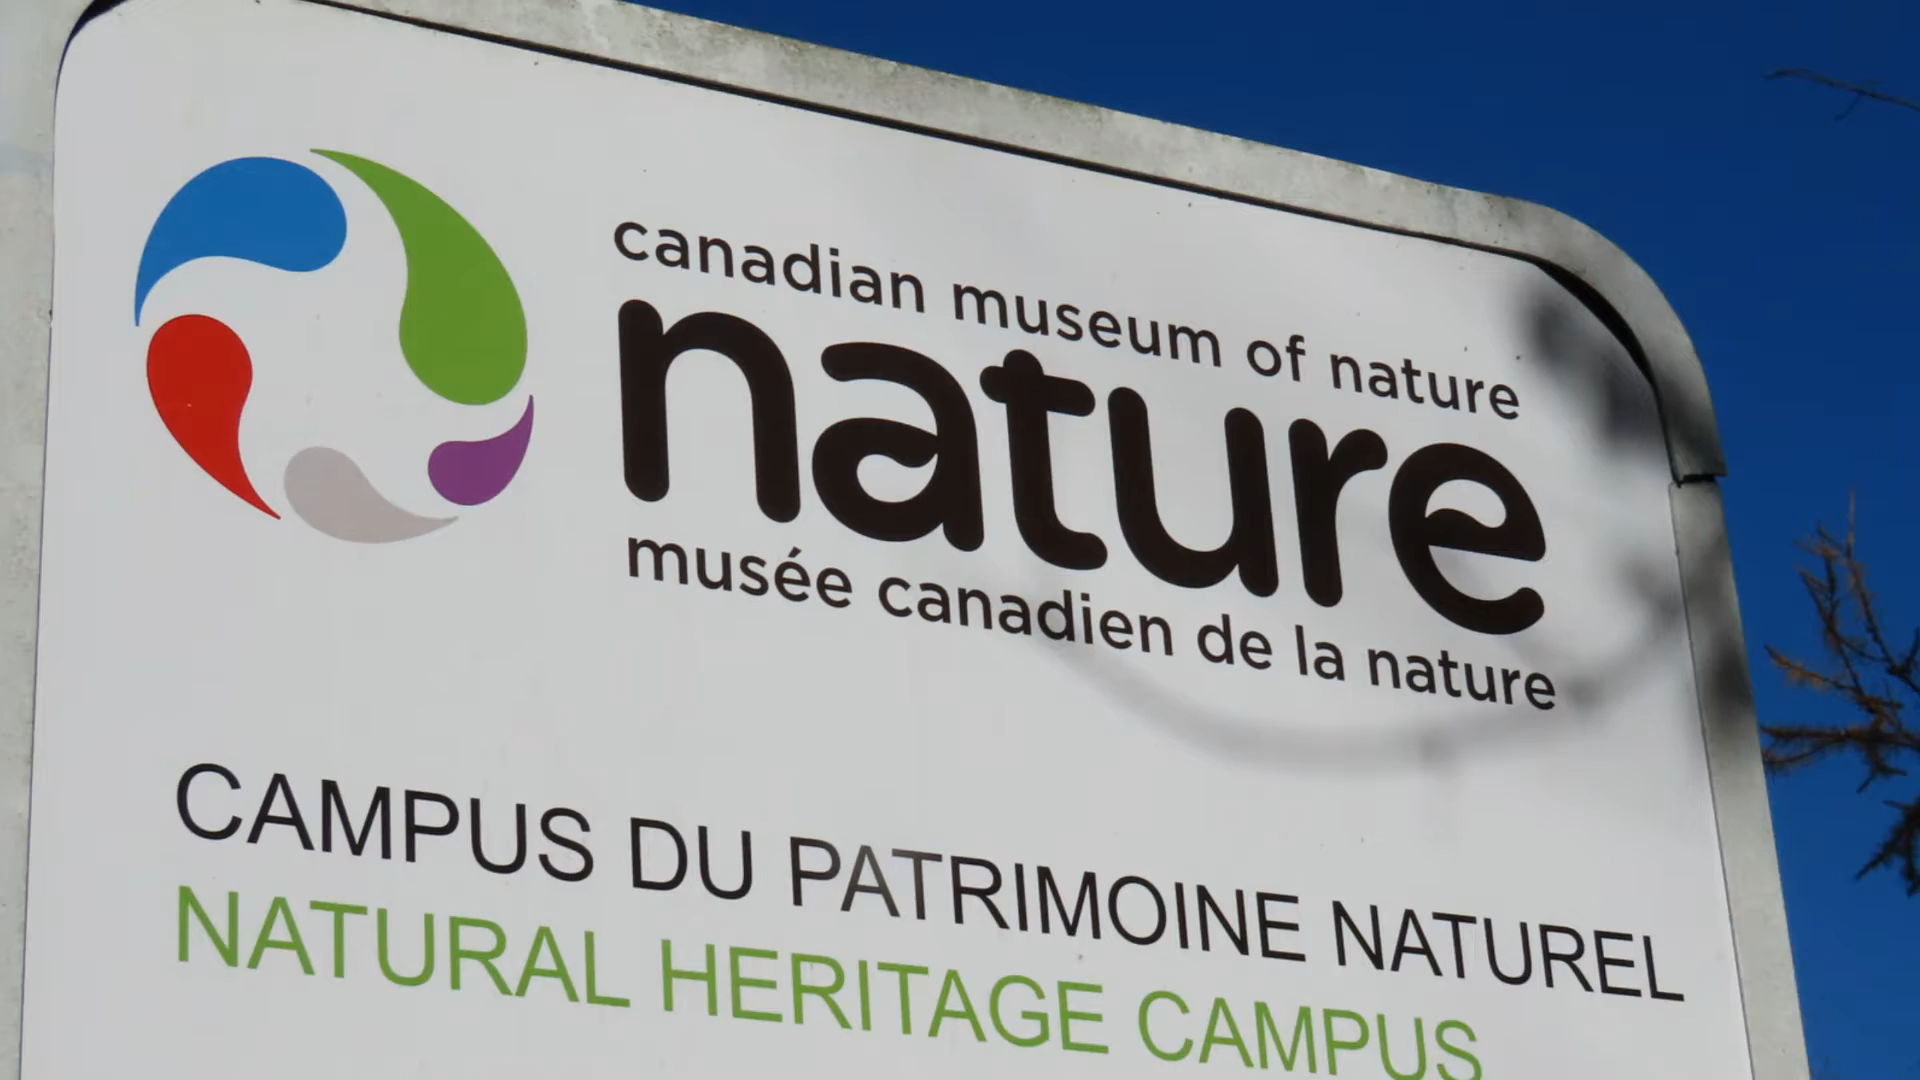 canadian museum of nature
nature
musée canadien de la nature
CAMPUS DU PATRIMOINE NATUREL
NATURAL HERITAGE CAMPUS